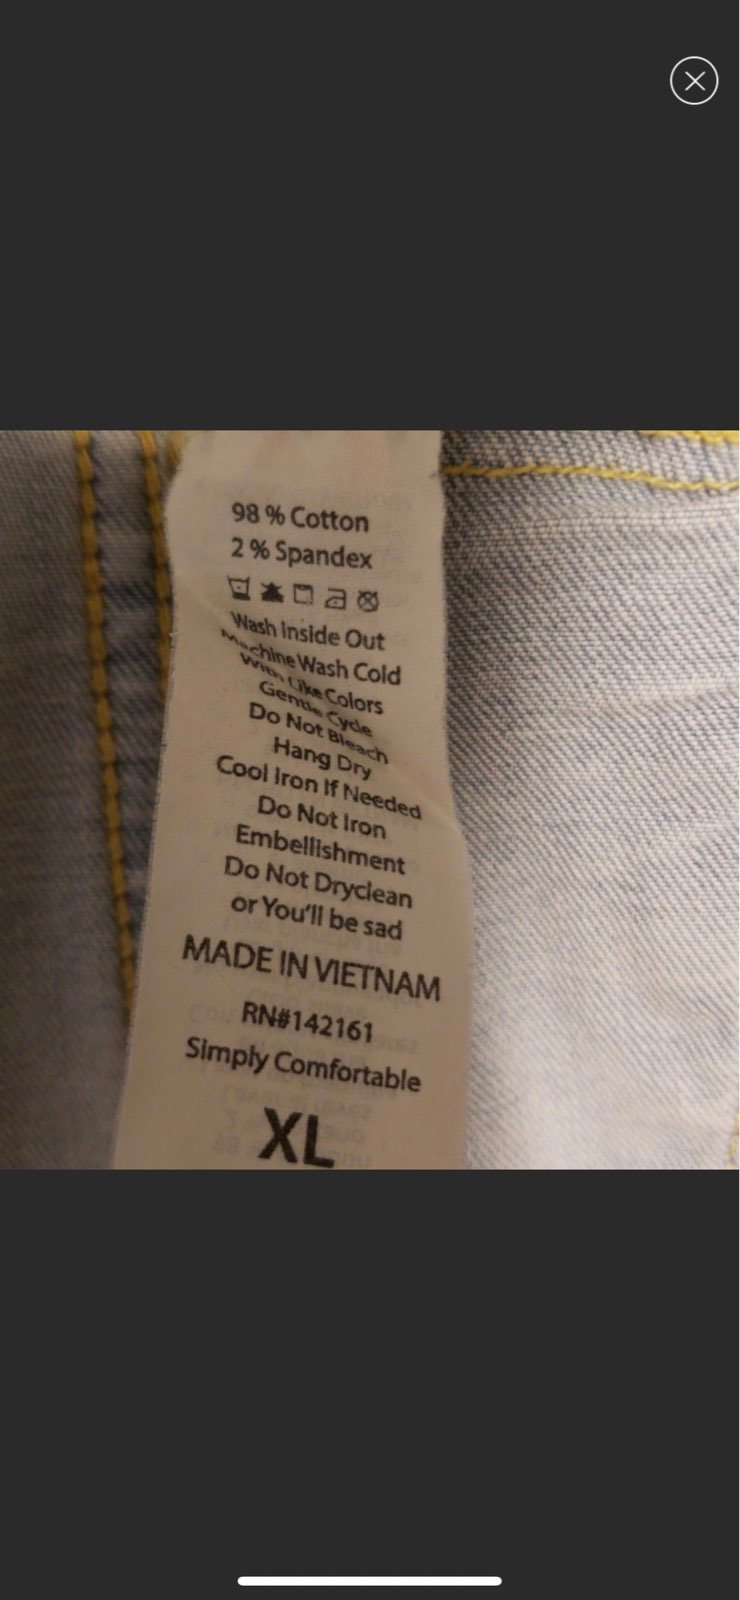 98 % Cotton
2 % Spandex
Wash Inside Out
Machine Wash Cold
With Like Colors
Gentle Cycle
Do Not Bleach
Hang Dry
Cool Iron If Needed
Do Not Iron
Embellishment
Do Not Dryclean
or You'll be sad
MADE IN VIETNAM
RN#142161
Simply Comfortable
XL